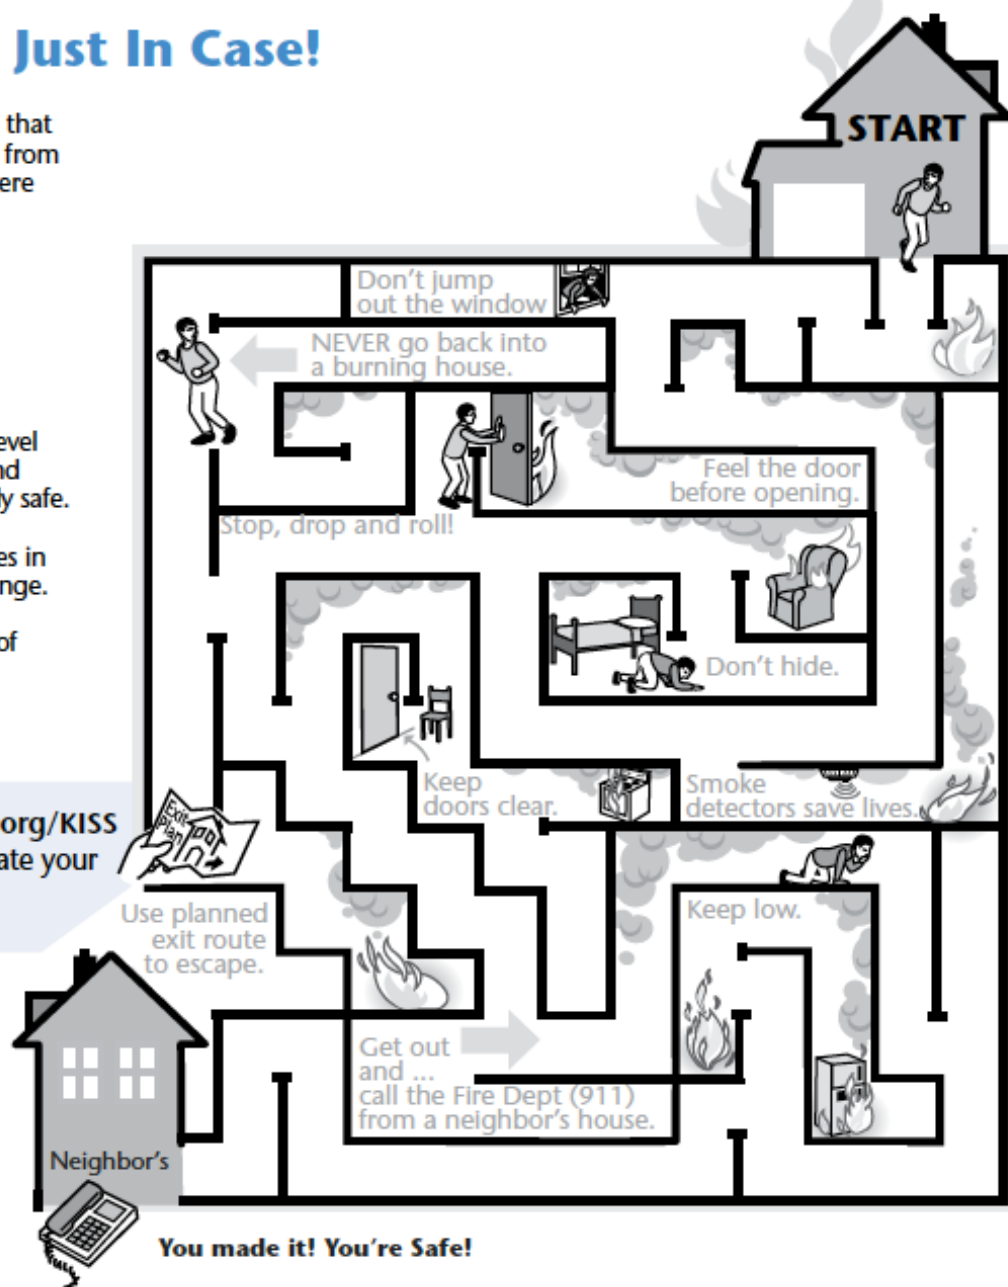 Just In Case!
that
from
ere
START
Don't jump
out the window
NEVER go back into
a burning house.
evel
nd
y safe.
Feel the door
before opening.
Stop, drop and roll!
es in
nge.
of
Don't hide.
Keep
doors clear.
Smoke
detectors save lives.
org/KISS
ate your
Exit
Plan
Use planned
exit route
to escape.
Keep low.
Get out
and ...
call the Fire Dept (911)
from a neighbor's house.
Neighbor's
You made it! You're Safe!